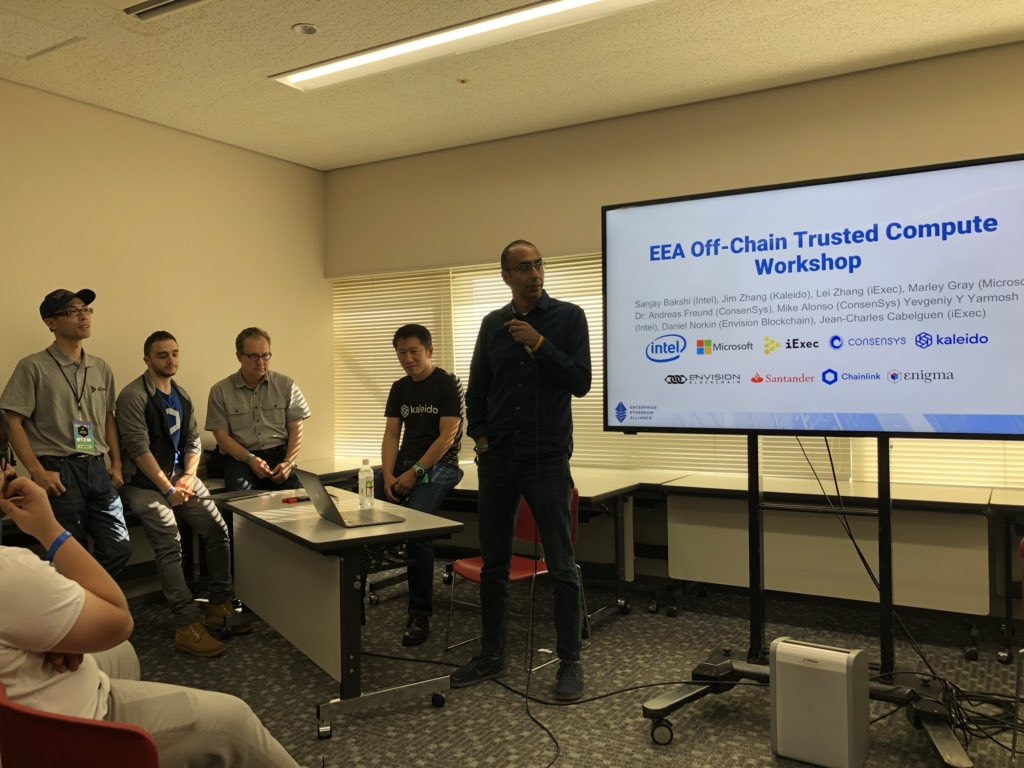 EEA Off-Chain Trusted Compute
Workshop
Sanjay Bakshi (Intel), Jim Zhang (Kaleido), Lei Zhang (iExec), Marley Gray (Microso
Dr. Andreas Freund (ConsenSys), Mike Alonso (ConsenSys) Yevgeniy Y Yarmosh
(Intel), Daniel Norkin (Envision Blockchain), Jean-Charles Cabelguen (iExec)
intel Microsoft iExec CONSENSYS kaleido
ENVISION
BLOCKCHAIN
Santander Chainlink enigma
ENTERPRISE
ETHEREUM
ALLIANCE
kaleido